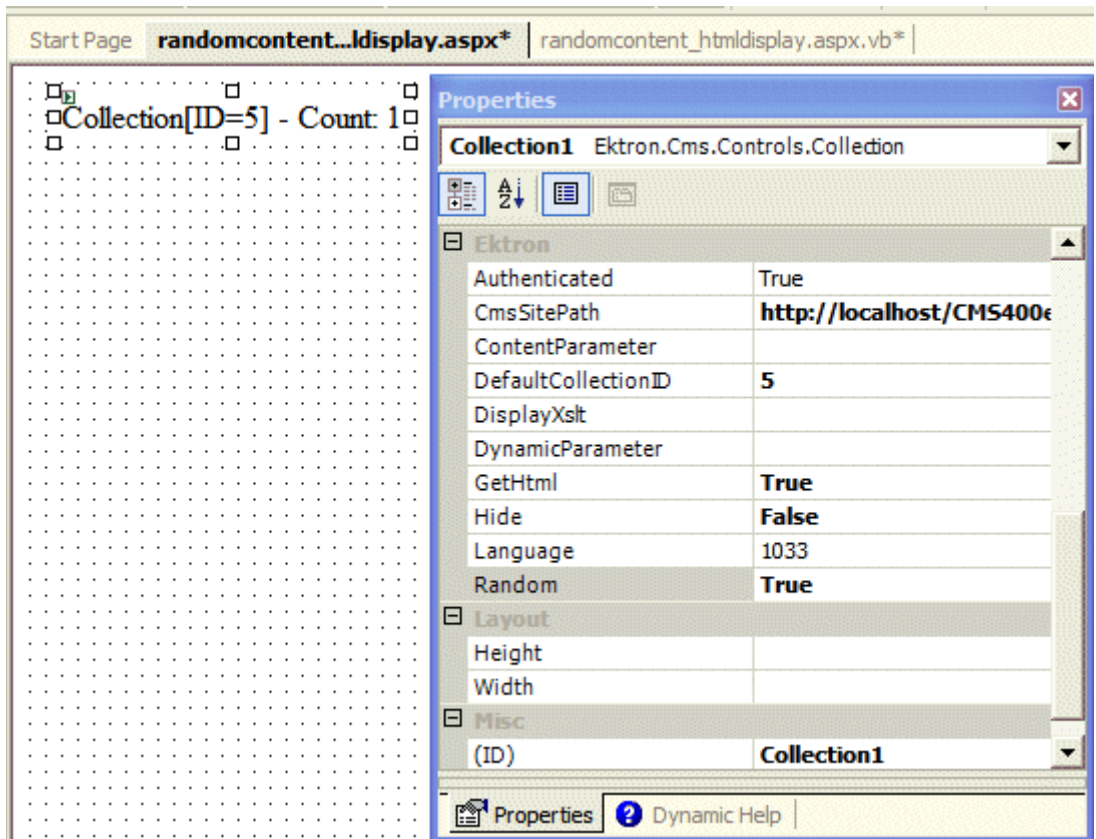 Start Page randomcontent...ldisplay.aspx* randomcontent_htmldisplay.aspx.vb*
Collection[ID=5] - Count: 1
Properties
Collection1 Ektron.Cms.Controls.Collection
Ektron
Authenticated True
CmsSitePath http://localhost/CMS400e
ContentParameter
DefaultCollectionID 5
DisplayXslt
DynamicParameter
GetHtml True
Hide False
Language 1033
Random True
Layout
Height
Width
Misc
(ID) Collection1
Properties Dynamic Help